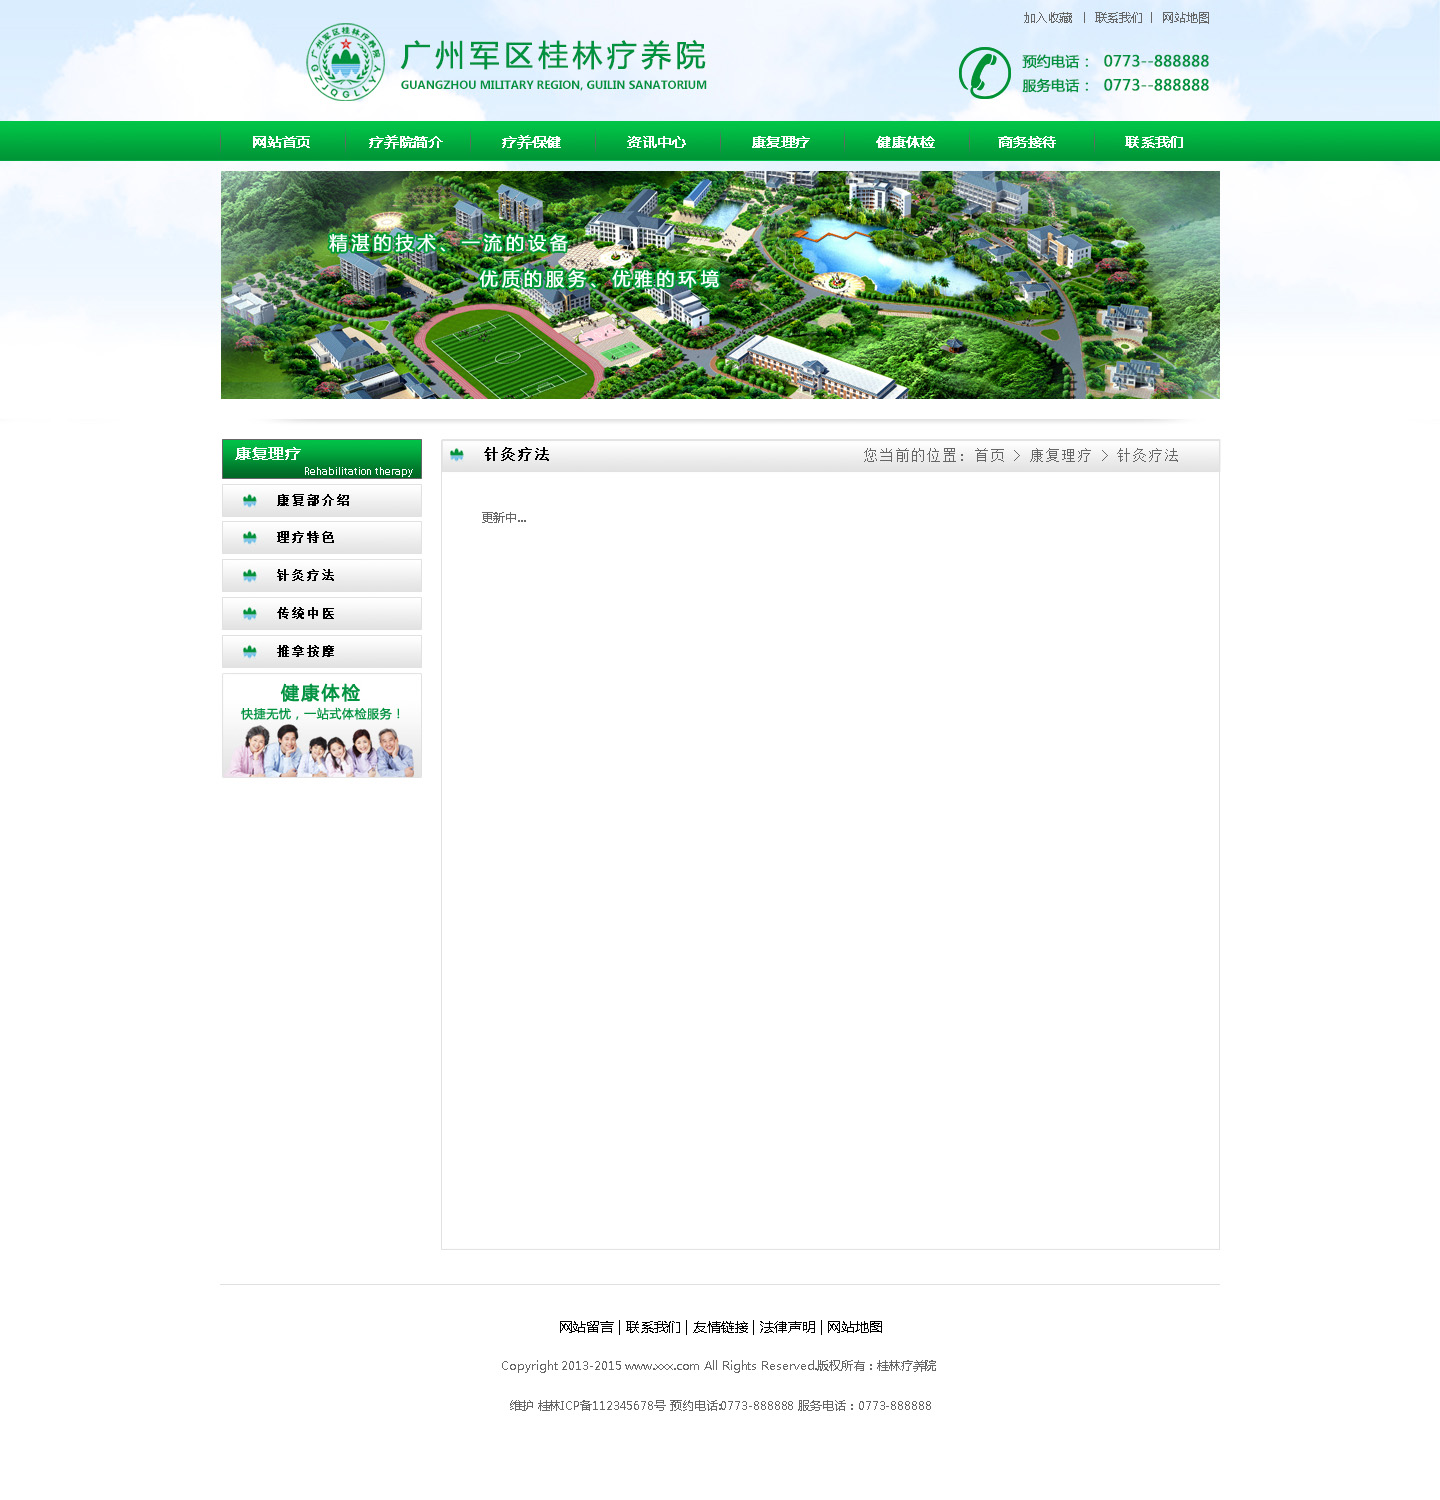 加入收藏 | 联系我们 | 网站地图
广州军区桂林疗养院
GZJQGLLYY
广州军区桂林疗养院
GUANGZHOU MILITARY REGION, GUILIN SANATORIUM
预约电话： 0773--888888
服务电话： 0773--888888
网站首页 疗养院简介 疗养保健 资讯中心 康复理疗 健康体检 商务接待 联系我们
精湛的技术、一流的设备
优质的服务、优雅的环境
康复理疗
Rehabilitation therapy
康复部介绍
理疗特色
针灸疗法
传统中医
推拿按摩
健康体检
快捷无忧，一站式体检服务！
针灸疗法
您当前的位置：首页 > 康复理疗 > 针灸疗法
更新中...
网站留言 | 联系我们 | 友情链接 | 法律声明 | 网站地图
Copyright 2013-2015 www.xxx.com All Rights Reserved.版权所有：桂林疗养院
维护 桂林ICP备112345678号 预约电话:0773-888888 服务电话：0773-888888